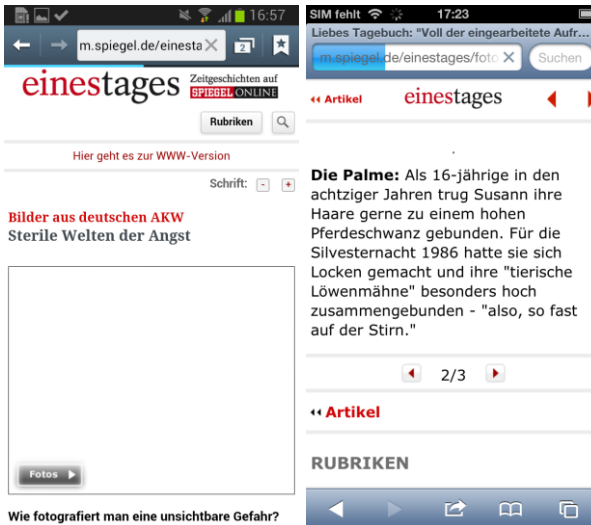 16:57
m.spiegel.de/einesta
2
einestages
Zeitgeschichten auf
SPIEGEL ONLINE
Rubriken
Hier geht es zur WWW-Version
Schrift: - +
Bilder aus deutschen AKW
Sterile Welten der Angst
Fotos
Wie fotografiert man eine unsichtbare Gefahr?
SIM fehlt 17:23
Liebes Tagebuch: "Voll der eingearbeitete Aufr...
m.spiegel.de/einestages/foto
Suchen
Artikel
einestages
Die Palme: Als 16-jährige in den
achtziger Jahren trug Susann ihre
Haare gerne zu einem hohen
Pferdeschwanz gebunden. Für die
Silvesternacht 1986 hatte sie sich
Locken gemacht und ihre "tierische
Löwenmähne" besonders hoch
zusammengebunden - "also, so fast
auf der Stirn."
2/3
Artikel
RUBRIKEN